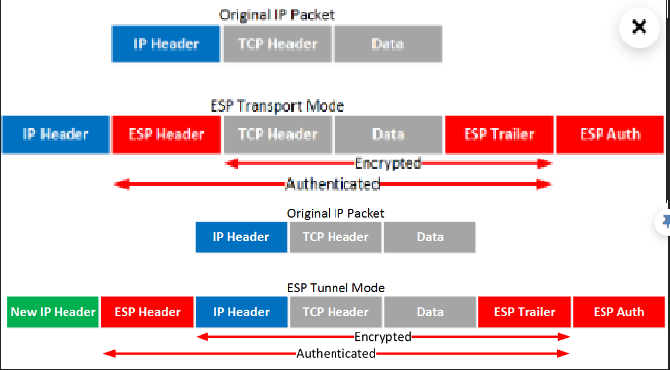 Original IP Packet
IP Header TCP Header Data
ESP Transport Mode
IP Header ESP Header TCP Header Data ESP Trailer ESP Auth
Encrypted
Authenticated
Original IP Packet
IP Header TCP Header Data
ESP Tunnel Mode
New IP Header ESP Header IP Header TCP Header Data ESP Trailer ESP Auth
Encrypted
Authenticated